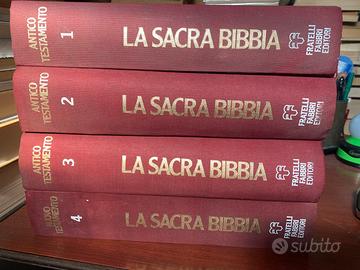 ANTICO
TESTAMENTO
1
LA SACRA BIBBIA
FRATELLI
FABBRI
EDITORI
ANTICO
TESTAMENTO
2
LA SACRA BIBBIA
FRATELLI
FABBRI
EDITORI
ANTICO
TESTAMENTO
3
LA SACRA BIBBIA
FRATELLI
FABBRI
EDITORI
NUOVO
TESTAMENTO
4
LA SACRA BIBBIA
FRATELLI
FABBRI
EDITORI
subito